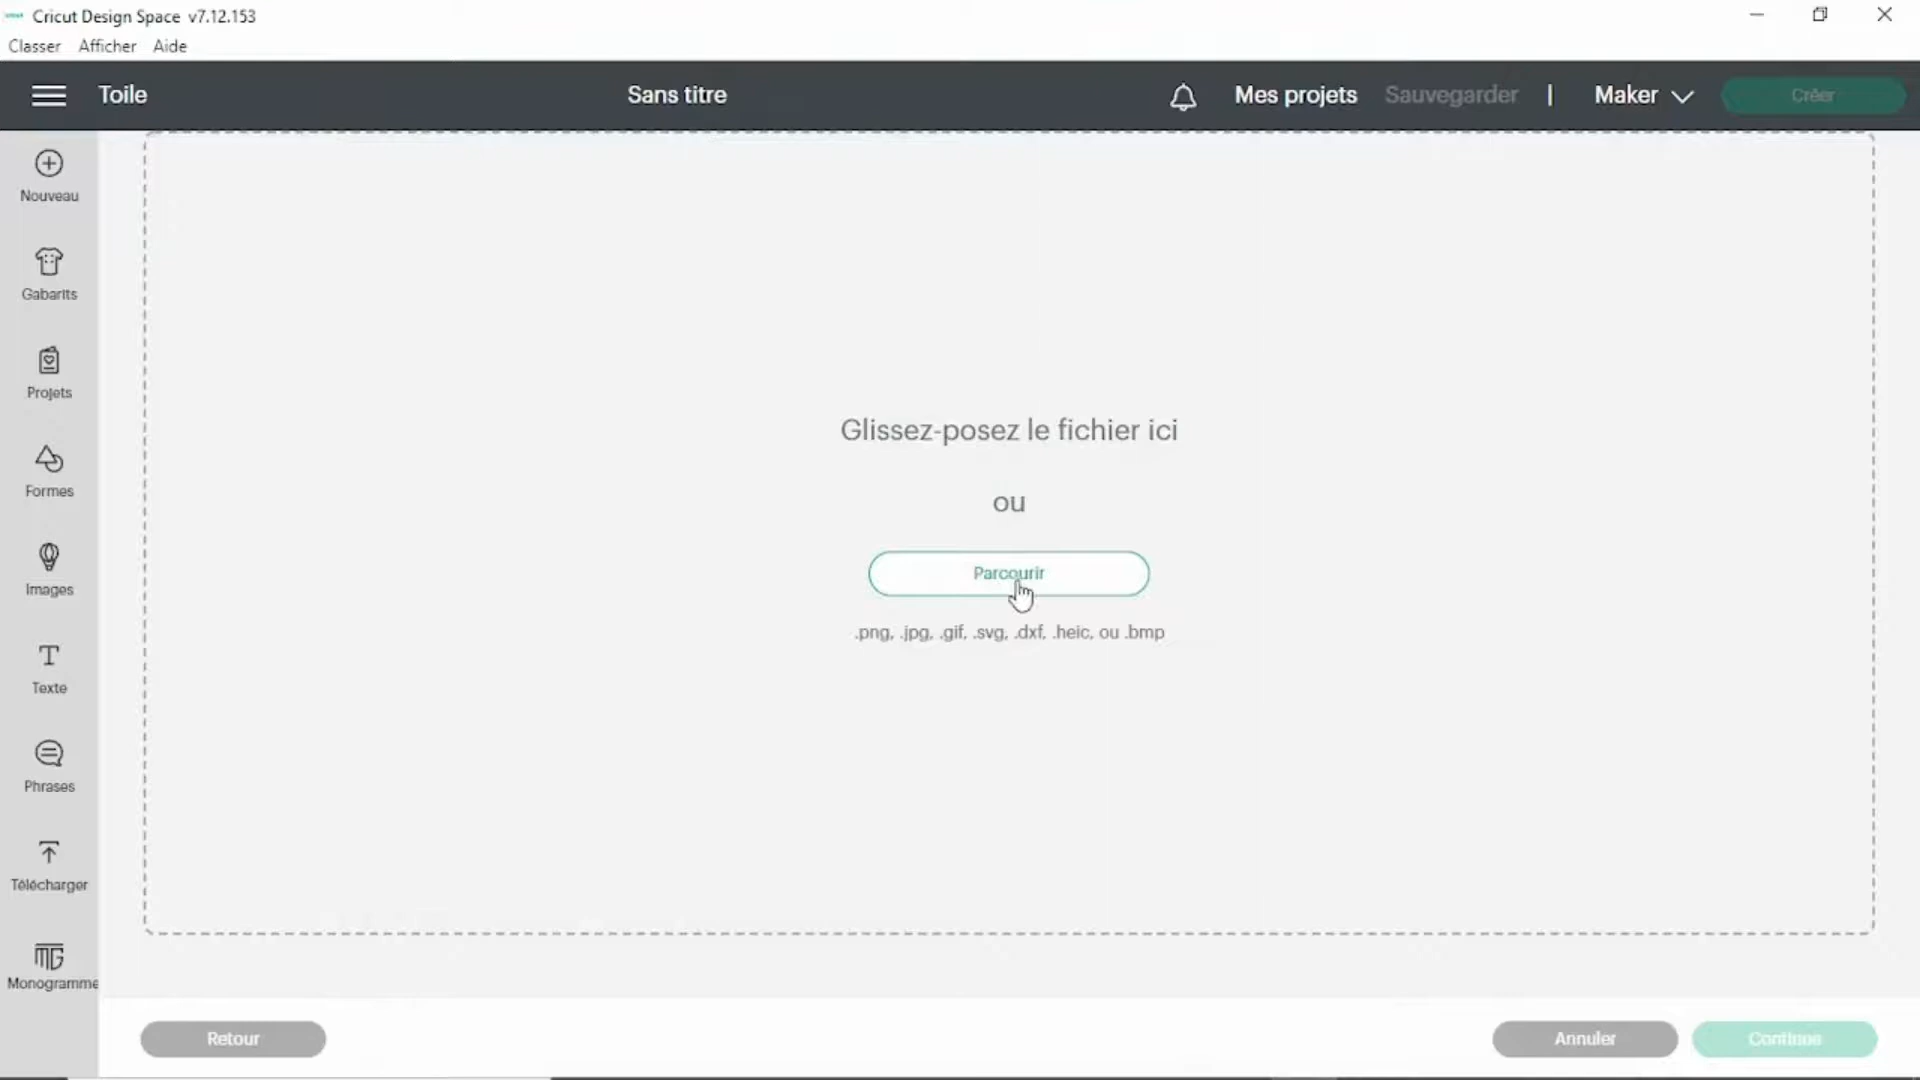 Cricut Design Space v7.12.153
Classer Afficher Aide
Toile
Sans titre
Mes projets
Sauvegarder
|
Maker
Créer
Nouveau
Gabarits
Projets
Formes
Images
Texte
Phrases
Télécharger
Monogramme
Glissez-posez le fichier ici
ou
Parcourir
.png, .jpg, .gif, .svg, .dxf, .heic, ou .bmp
Retour
Annuler
Continue